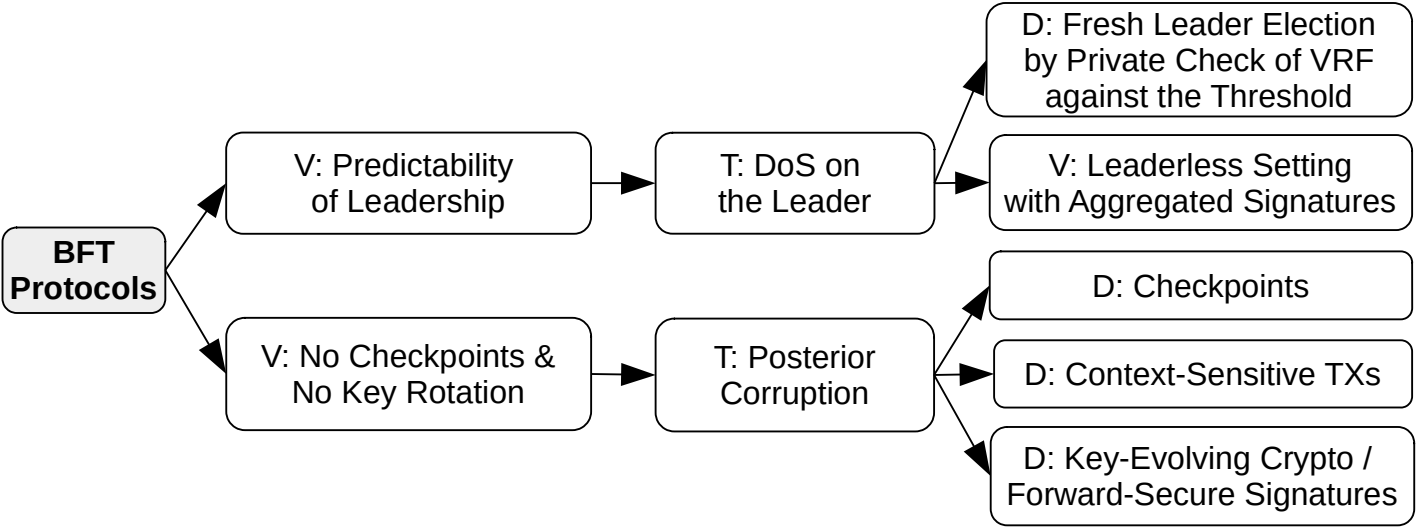 BFT
Protocols
V: Predictability
of Leadership
T: DoS on
the Leader
D: Fresh Leader Election
by Private Check of VRF
against the Threshold
V: Leaderless Setting
with Aggregated Signatures
V: No Checkpoints &
No Key Rotation
T: Posterior
Corruption
D: Checkpoints
D: Context-Sensitive TXs
D: Key-Evolving Crypto /
Forward-Secure Signatures